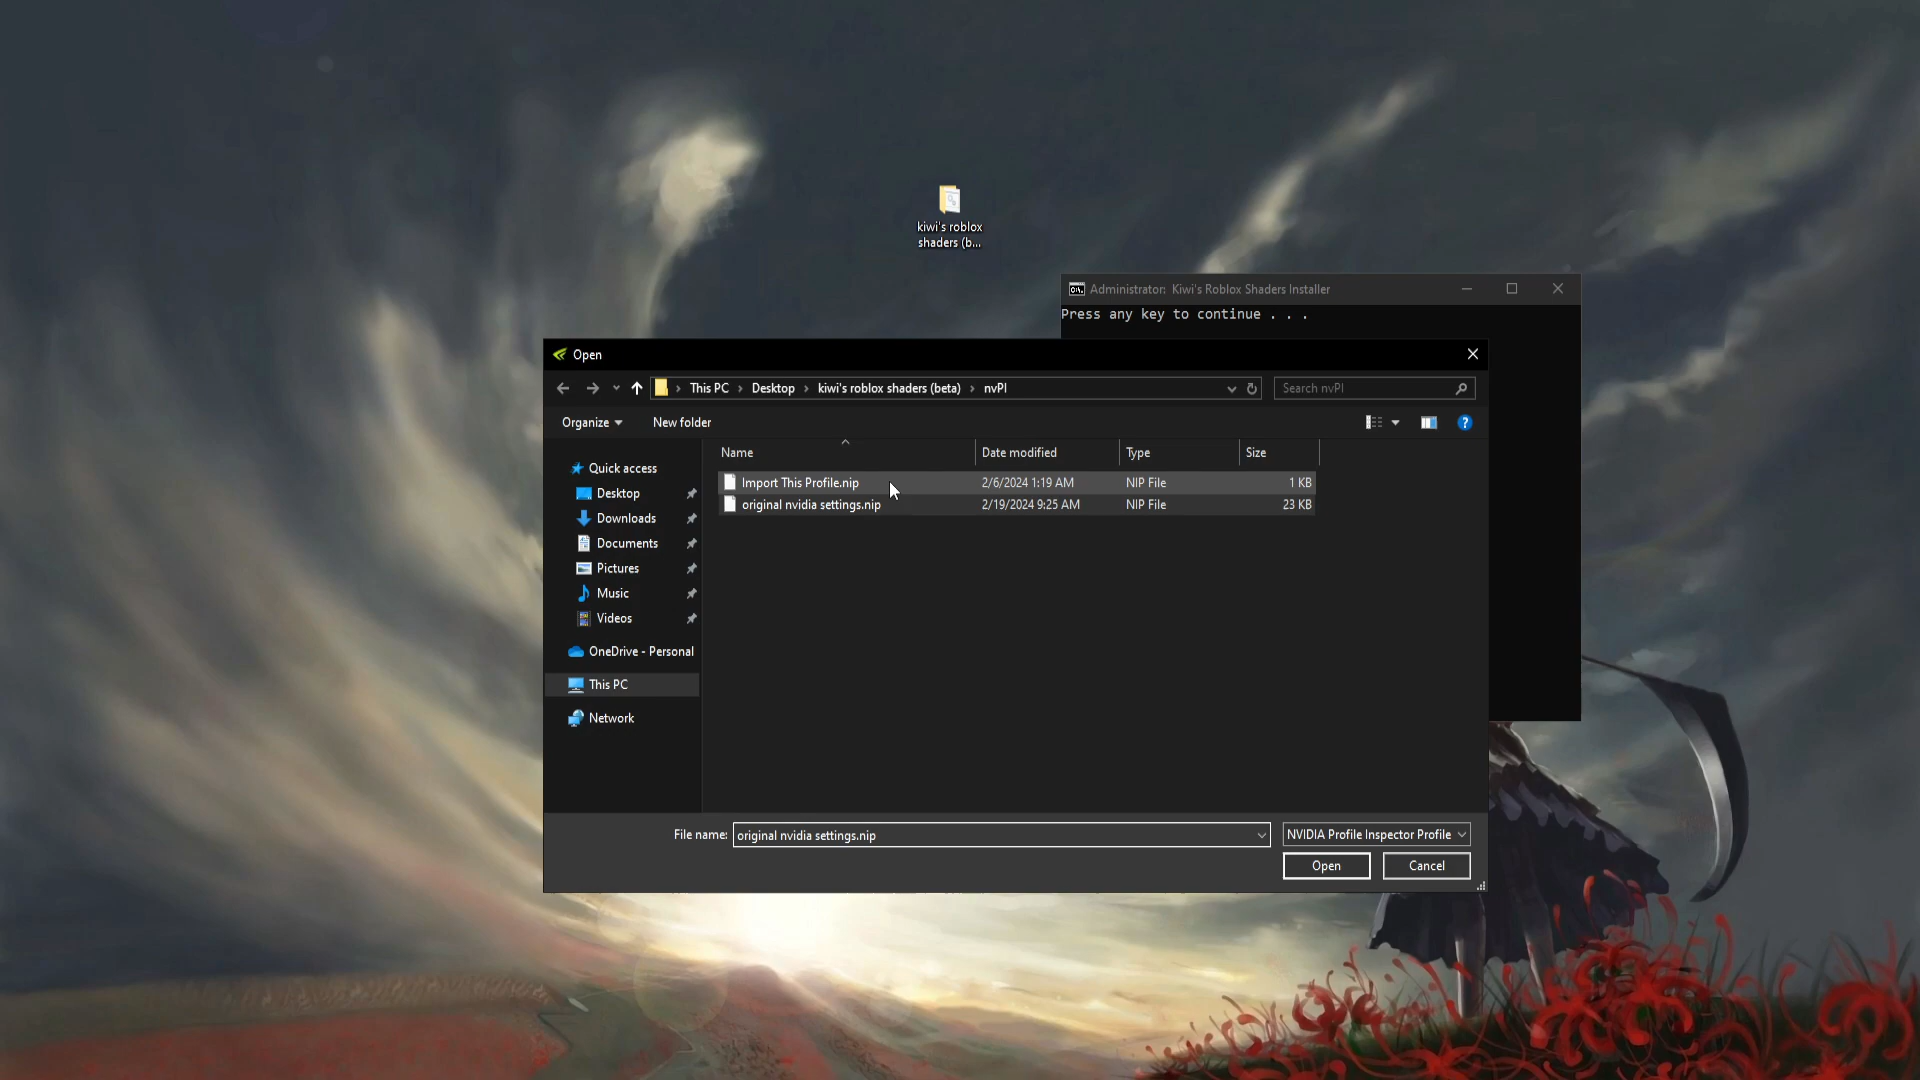 kiwi's roblox
shaders (b...
Administrator: Kiwi's Roblox Shaders Installer
Press any key to continue . . .
Open
This PC
Desktop
kiwi's roblox shaders (beta)
nvPI
Search nvPI
Organize
New folder
Name
Date modified
Type
Size
Quick access
Desktop
Downloads
Documents
Pictures
Music
Videos
OneDrive - Personal
This PC
Network
Import This Profile.nip 2/6/2024 1:19 AM NIP File 1 KB
original nvidia settings.nip 2/19/2024 9:25 AM NIP File 23 KB
File name: original nvidia settings.nip
NVIDIA Profile Inspector Profile
Open
Cancel